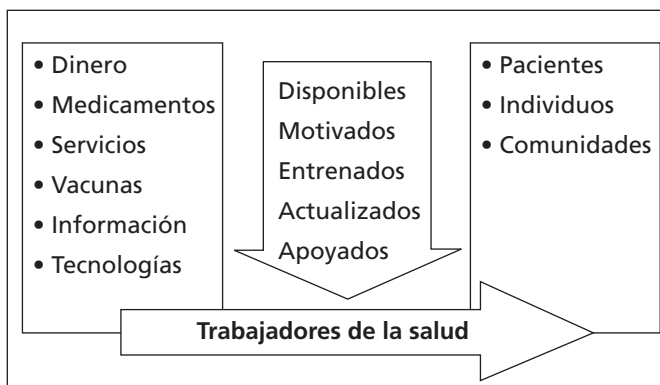 • Dinero
• Medicamentos
• Servicios
• Vacunas
• Información
• Tecnologías
Disponibles
Motivados
Entrenados
Actualizados
Apoyados
• Pacientes
• Individuos
• Comunidades
Trabajadores de la salud